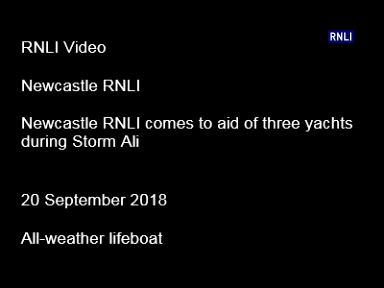 RNLI
RNLI Video
Newcastle RNLI
Newcastle RNLI comes to aid of three yachts
during Storm Ali
20 September 2018
All-weather lifeboat